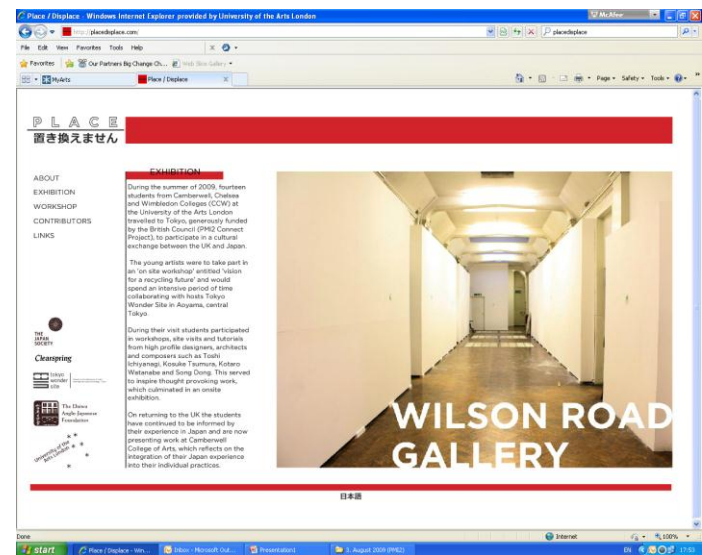 Place / Displace - Windows Internet Explorer provided by University of the Arts London
McAfee
http://placedisplace.com/
placedisplace
File Edit View Favorites Tools Help
Favorites Our Partners Big Change Ch... Web Slice Gallery
MyArts Place / Displace Page Safety Tools
PLACE
置き換えません
ABOUT
EXHIBITION
WORKSHOP
CONTRIBUTORS
LINKS
THE
JAPAN
SOCIETY
Clearspring
tokyo
wonder
site
The Daiwa
Anglo-Japanese
Foundation
university of the
arts london
EXHIBITION
During the summer of 2009, fourteen
students from Camberwell, Chelsea
and Wimbledon Colleges (CCW) at
the University of the Arts London
travelled to Tokyo, generously funded
by the British Council (PMI2 Connect
Project), to participate in a cultural
exchange between the UK and Japan.
The young artists were to take part in
an 'on site workshop' entitled 'vision
for a recycling future' and would
spend an intensive period of time
collaborating with hosts Tokyo
Wonder Site in Aoyama, central
Tokyo
During their visit students participated
in workshops, site visits and tutorials
from high profile designers, architects
and composers such as Toshi
Ichiyanagi, Kosuke Tsumura, Kotaro
Watanabe and Song Dong. This served
to inspire thought provoking work,
which culminated in an onsite
exhibition.
On returning to the UK the students
have continued to be informed by
their experience in Japan and are now
presenting work at Camberwell
College of Arts, which reflects on the
integration of their Japan experience
into their individual practices.
WILSON ROAD
GALLERY
日本語
Done Internet 100%
start Place / Displace - Win... Inbox - Microsoft Out... Presentation1 3. August 2009 (PMI2) EN 17:53